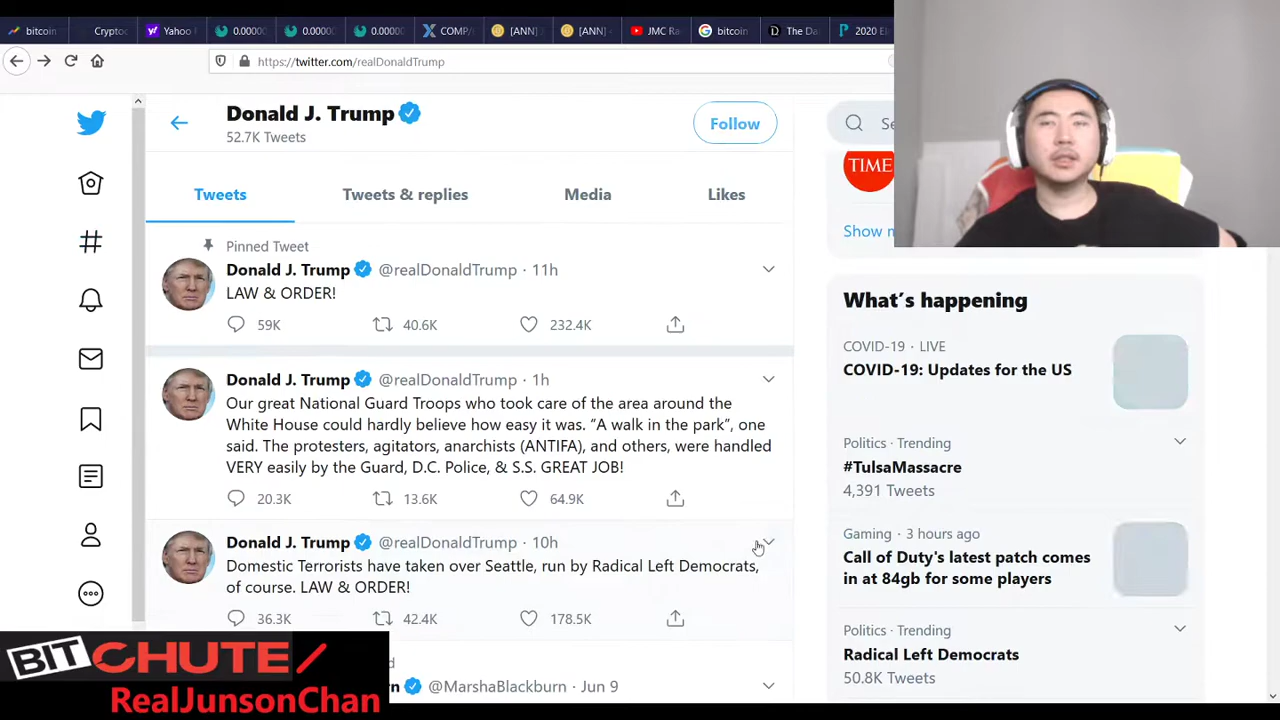 bitcoin
Cryptoc
Yahoo
0.00000
0.00000
0.00000
COMP/
[ANN]
[ANN]
JMC Ra
bitcoin
The Da
2020 El
https://twitter.com/realDonaldTrump
Donald J. Trump
52.7K Tweets
Follow
Se
TIME
Tweets
Tweets & replies
Media
Likes
Show m
Pinned Tweet
Donald J. Trump @realDonaldTrump · 11h
LAW & ORDER!
59K 40.6K 232.4K
Donald J. Trump @realDonaldTrump · 1h
Our great National Guard Troops who took care of the area around the
White House could hardly believe how easy it was. “A walk in the park”, one
said. The protesters, agitators, anarchists (ANTIFA), and others, were handled
VERY easily by the Guard, D.C. Police, & S.S. GREAT JOB!
20.3K 13.6K 64.9K
Donald J. Trump @realDonaldTrump · 10h
Domestic Terrorists have taken over Seattle, run by Radical Left Democrats,
of course. LAW & ORDER!
36.3K 42.4K 178.5K
@MarshaBlackburn · Jun 9
What’s happening
COVID-19 · LIVE
COVID-19: Updates for the US
Politics · Trending
#TulsaMassacre
4,391 Tweets
Gaming · 3 hours ago
Call of Duty's latest patch comes
in at 84gb for some players
Politics · Trending
Radical Left Democrats
50.8K Tweets
BITCHUTE/
RealJunsonChan